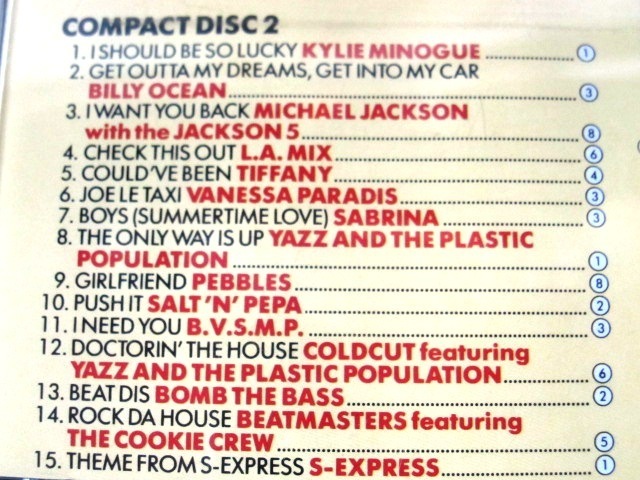 COMPACT DISC 2
1. I SHOULD BE SO LUCKY KYLIE MINOGUE ........ 1
2. GET OUTTA MY DREAMS, GET INTO MY CAR
BILLY OCEAN ........ 3
3. I WANT YOU BACK MICHAEL JACKSON
with the JACKSON 5 ........ 8
4. CHECK THIS OUT L.A. MIX ........ 6
5. COULD'VE BEEN TIFFANY ........ 4
6. JOE LE TAXI VANESSA PARADIS ........ 3
7. BOYS (SUMMERTIME LOVE) SABRINA ........ 3
8. THE ONLY WAY IS UP YAZZ AND THE PLASTIC
POPULATION ........ 1
9. GIRLFRIEND PEBBLES ........ 8
10. PUSH IT SALT 'N' PEPA ........ 2
11. I NEED YOU B.V.S.M.P. ........ 3
12. DOCTORIN' THE HOUSE COLDCUT featuring
YAZZ AND THE PLASTIC POPULATION ........ 6
13. BEAT DIS BOMB THE BASS ........ 2
14. ROCK DA HOUSE BEATMASTERS featuring
THE COOKIE CREW ........ 5
15. THEME FROM S-EXPRESS S-EXPRESS ........ 1